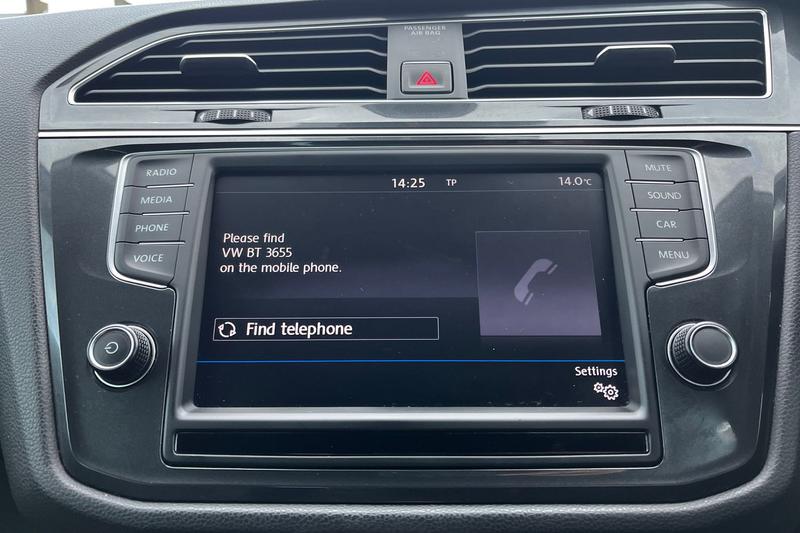 PASSENGER
AIR BAG
RADIO
MEDIA
PHONE
VOICE
14:25 TP 14.0°C
Please find
VW BT 3655
on the mobile phone.
Find telephone
Settings
MUTE
SOUND
CAR
MENU